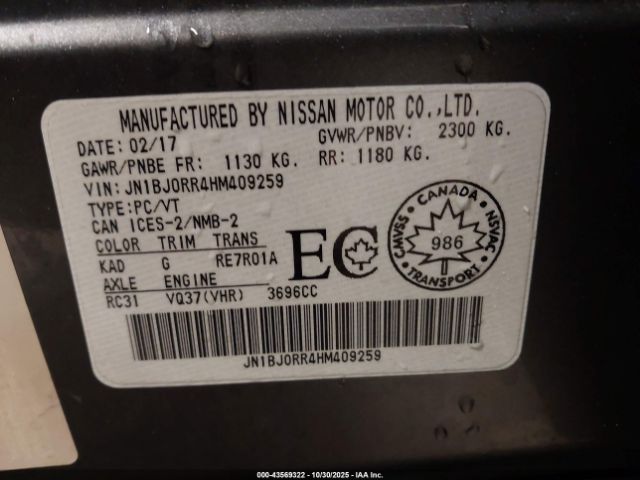 MANUFACTURED BY NISSAN MOTOR CO.,LTD.
DATE: 02/17 GVWR/PNBV: 2300 KG.
GAWR/PNBE FR: 1130 KG. RR: 1180 KG.
VIN: JN1BJ0RR4HM409259
TYPE:PC/VT
CAN ICES-2/NMB-2
COLOR TRIM TRANS
KAD G RE7R01A
AXLE ENGINE
RC31 VQ37(VHR) 3696CC
EC
CANADA
CMVSS
NSVAC
986
TRANSPORT
JN1BJ0RR4HM409259
000-43569322 | 10/30/2025 - IAA Inc.